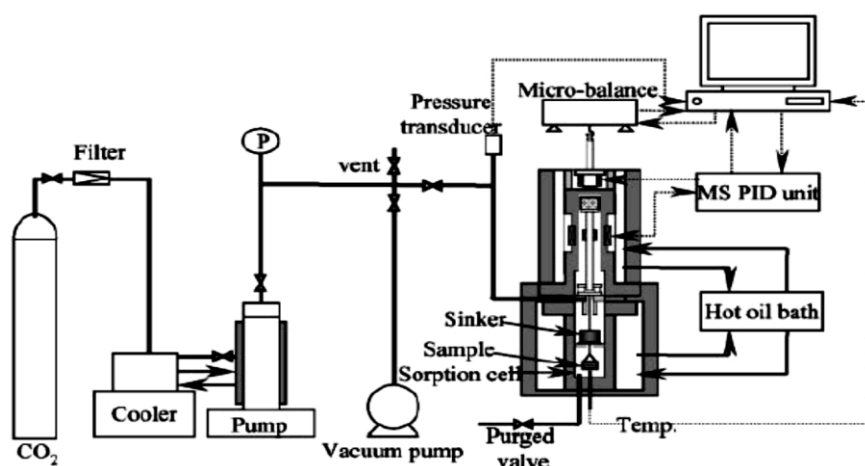 Micro-balance
Pressure
transducer
P
Filter
vent
MS PID unit
Hot oil bath
Sinker
Sample
Sorption cell
Cooler
Pump
Vacuum pump
Purged
valve
Temp.
CO₂